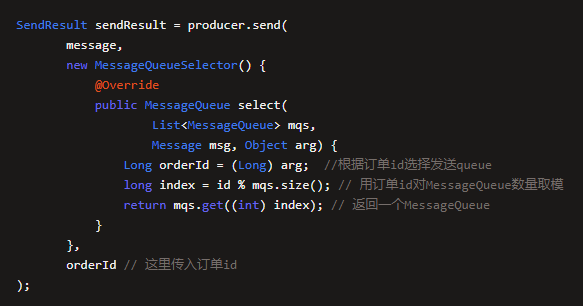 SendResult sendResult = producer.send(
message,
new MessageQueueSelector() {
@Override
public MessageQueue select(
List<MessageQueue> mqs,
Message msg, Object arg) {
Long orderId = (Long) arg;  //根据订单id选择发送queue
long index = id % mqs.size(); // 用订单id对MessageQueue数量取模
return mqs.get((int) index); // 返回一个MessageQueue
}
},
orderId // 这里传入订单id
);